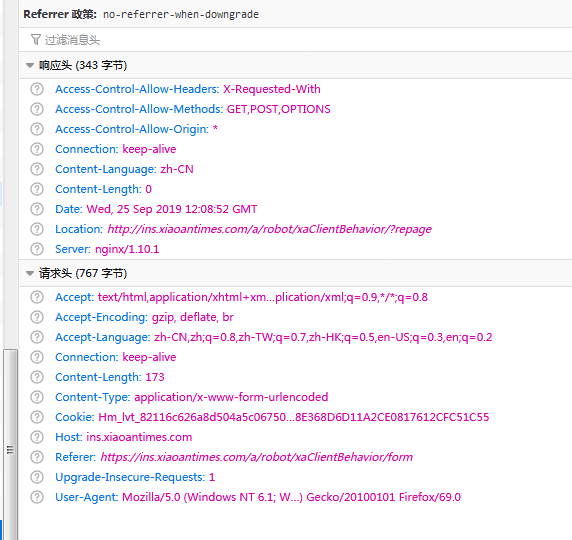 Referrer 政策: no-referrer-when-downgrade
过滤消息头
响应头 (343 字节)
Access-Control-Allow-Headers: X-Requested-With
Access-Control-Allow-Methods: GET,POST,OPTIONS
Access-Control-Allow-Origin: *
Connection: keep-alive
Content-Language: zh-CN
Content-Length: 0
Date: Wed, 25 Sep 2019 12:08:52 GMT
Location: http://ins.xiaoantimes.com/a/robot/xaClientBehavior/?repage
Server: nginx/1.10.1
请求头 (767 字节)
Accept: text/html,application/xhtml+xm...plication/xml;q=0.9,*/*;q=0.8
Accept-Encoding: gzip, deflate, br
Accept-Language: zh-CN,zh;q=0.8,zh-TW;q=0.7,zh-HK;q=0.5,en-US;q=0.3,en;q=0.2
Connection: keep-alive
Content-Length: 173
Content-Type: application/x-www-form-urlencoded
Cookie: Hm_lvt_82116c626a8d504a5c06750...8E368D6D11A2CE0817612CFC51C55
Host: ins.xiaoantimes.com
Referer: https://ins.xiaoantimes.com/a/robot/xaClientBehavior/form
Upgrade-Insecure-Requests: 1
User-Agent: Mozilla/5.0 (Windows NT 6.1; W...) Gecko/20100101 Firefox/69.0